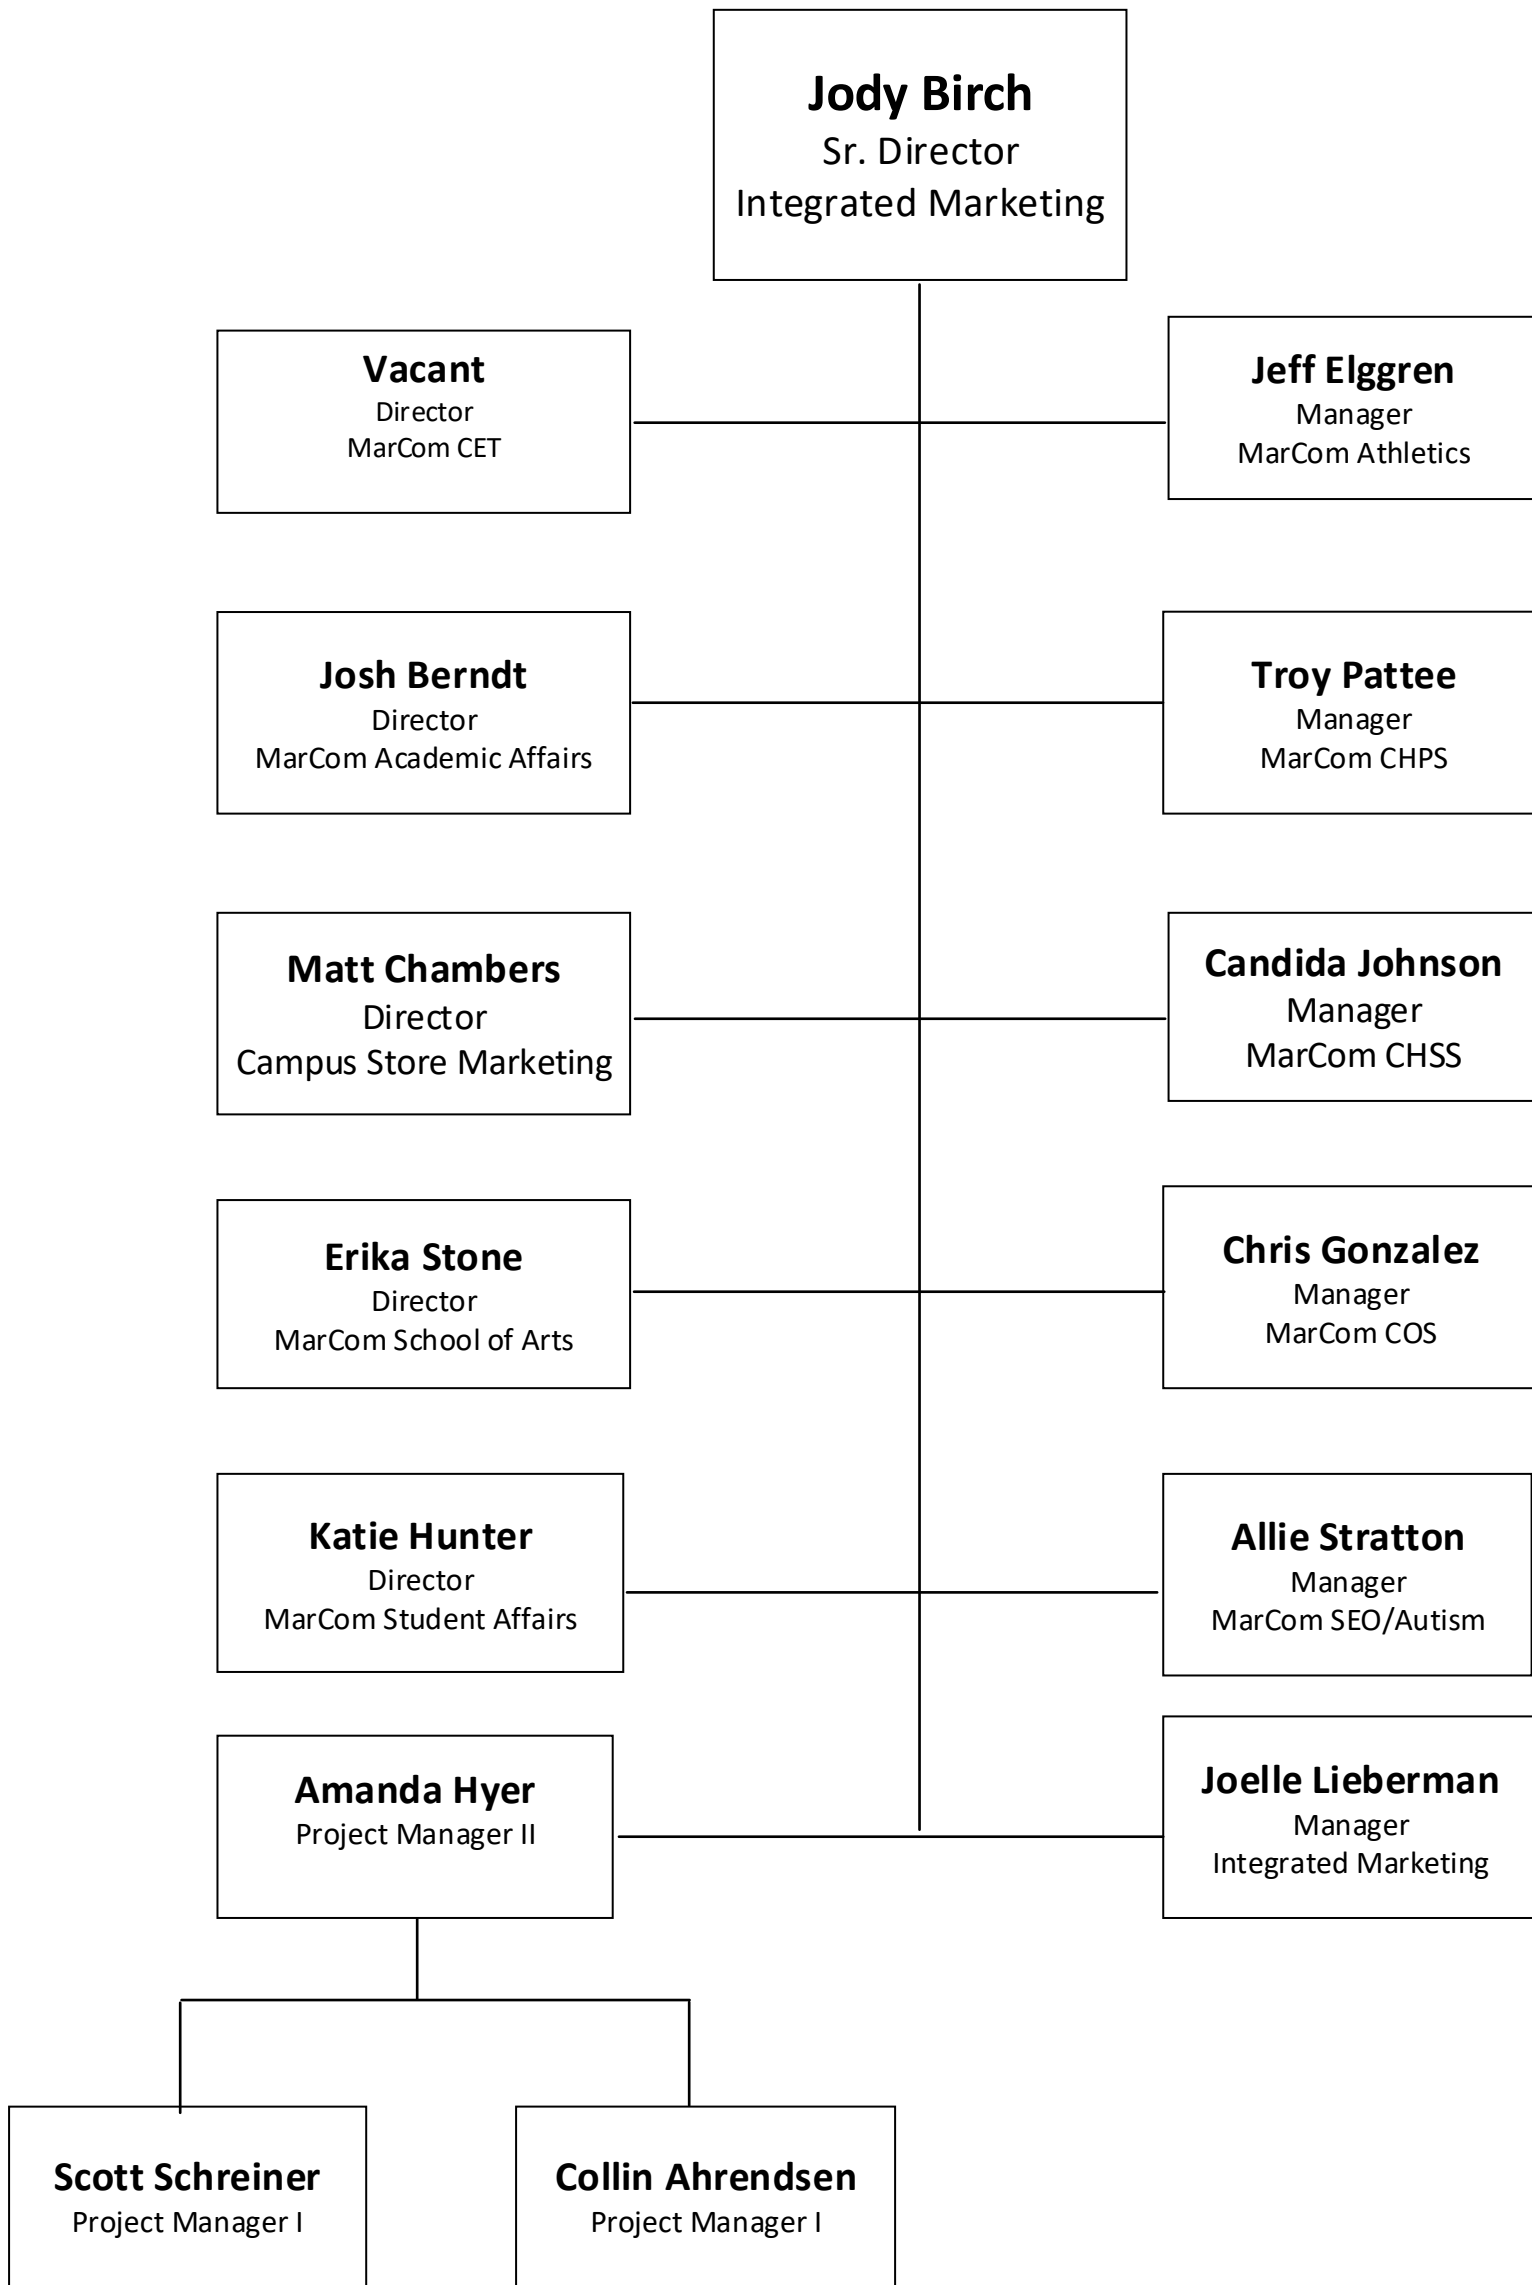 Jody Birch
Sr. Director
Integrated Marketing
Vacant
Director
MarCom CET
Jeff Elggren
Manager
MarCom Athletics
Josh Berndt
Director
MarCom Academic Affairs
Troy Pattee
Manager
MarCom CHPS
Matt Chambers
Director
Campus Store Marketing
Candida Johnson
Manager
MarCom CHSS
Erika Stone
Director
MarCom School of Arts
Chris Gonzalez
Manager
MarCom COS
Katie Hunter
Director
MarCom Student Affairs
Allie Stratton
Manager
MarCom SEO/Autism
Amanda Hyer
Project Manager II
Joelle Lieberman
Manager
Integrated Marketing
Scott Schreiner
Project Manager I
Collin Ahrendsen
Project Manager I